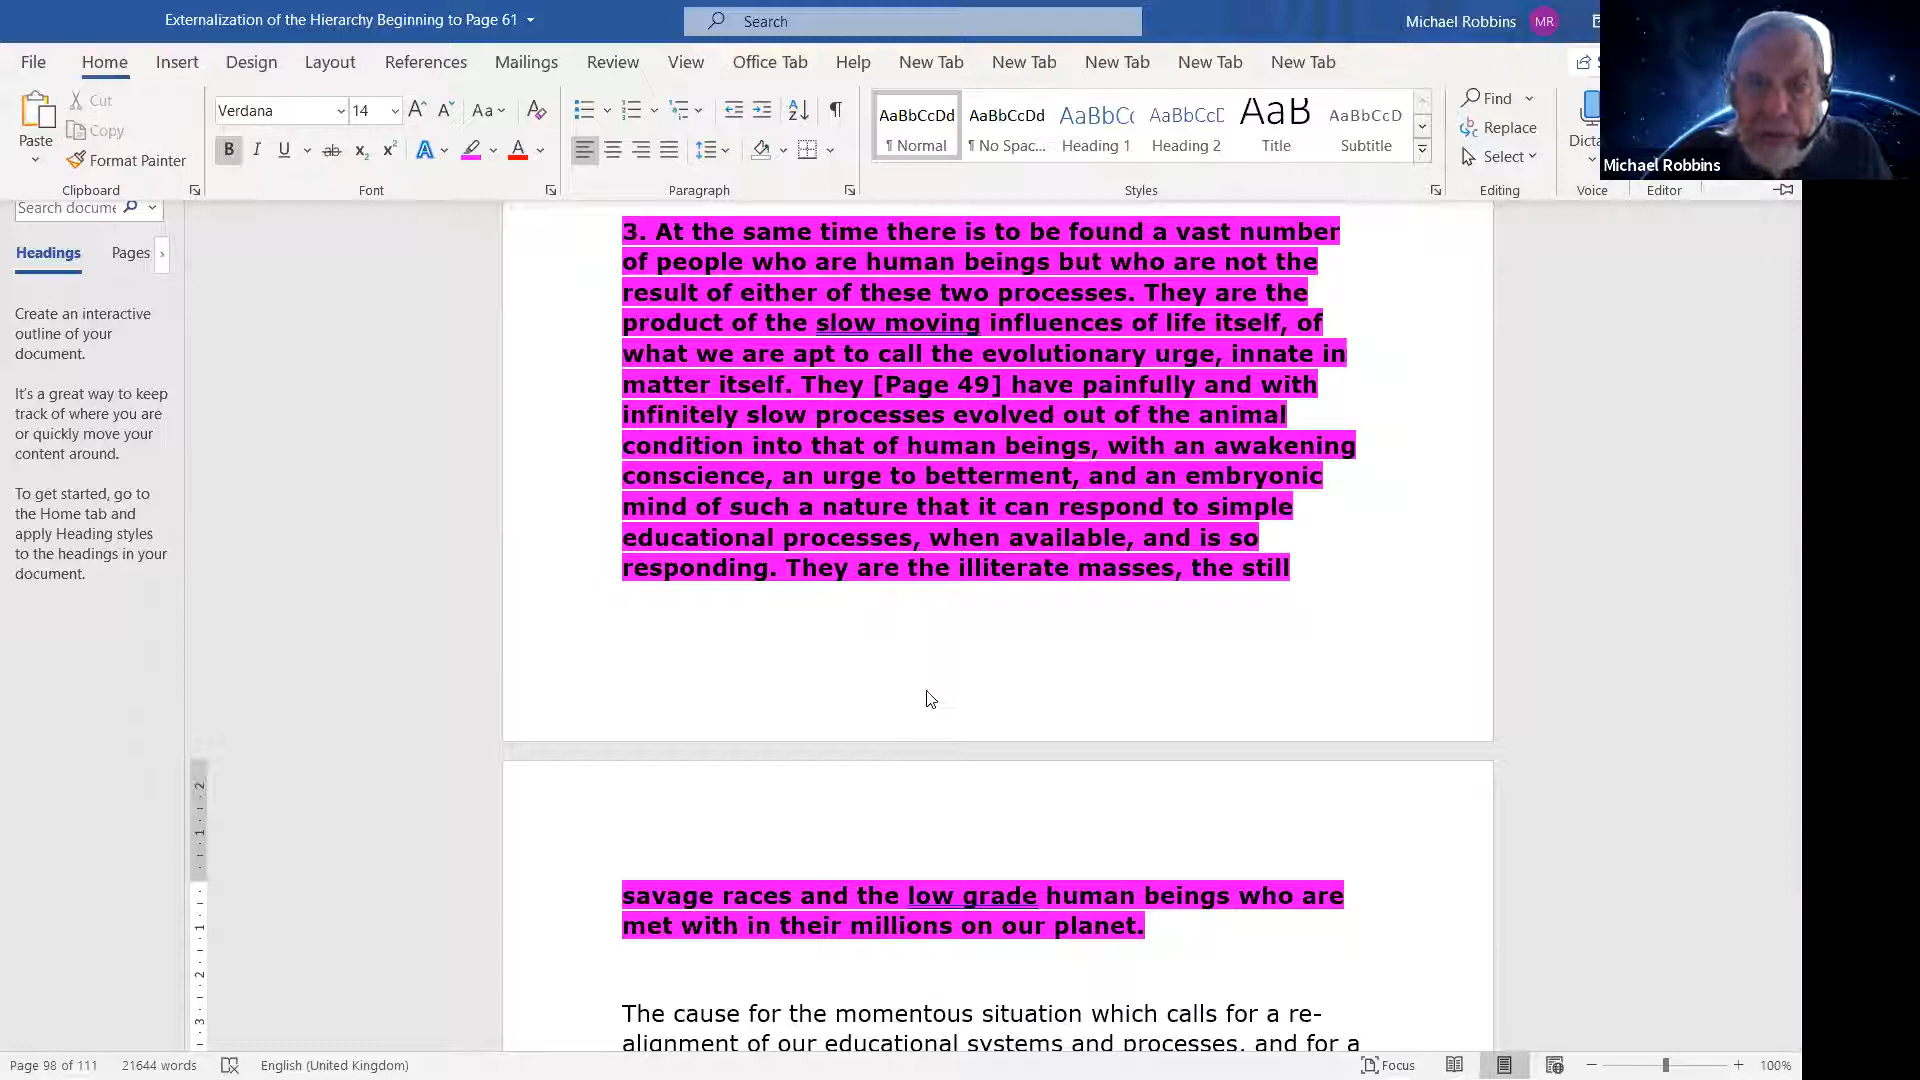 Externalization of the Hierarchy Beginning to Page 61
Search
Michael Robbins MR
File Home Insert Design Layout References Mailings Review View Office Tab Help New Tab New Tab New Tab New Tab New Tab
Paste
Cut
Copy
Format Painter
Clipboard
Verdana 14
Font
Paragraph
AaBbCcDd AaBbCcDd AaBbCc AaBbCcD AaB AaBbCcD
¶ Normal ¶ No Spac... Heading 1 Heading 2 Title Subtitle
Styles
Find
Replace
Select
Editing
Dicta
Voice
Editor
Michael Robbins
Search docume
Headings Pages
Create an interactive
outline of your
document.
It's a great way to keep
track of where you are
or quickly move your
content around.
To get started, go to
the Home tab and
apply Heading styles
to the headings in your
document.
3. At the same time there is to be found a vast number
of people who are human beings but who are not the
result of either of these two processes. They are the
product of the slow moving influences of life itself, of
what we are apt to call the evolutionary urge, innate in
matter itself. They [Page 49] have painfully and with
infinitely slow processes evolved out of the animal
condition into that of human beings, with an awakening
conscience, an urge to betterment, and an embryonic
mind of such a nature that it can respond to simple
educational processes, when available, and is so
responding. They are the illiterate masses, the still
savage races and the low grade human beings who are
met with in their millions on our planet.
The cause for the momentous situation which calls for a re-
alignment of our educational systems and processes, and for a
Page 98 of 111 21644 words English (United Kingdom) Focus 100%